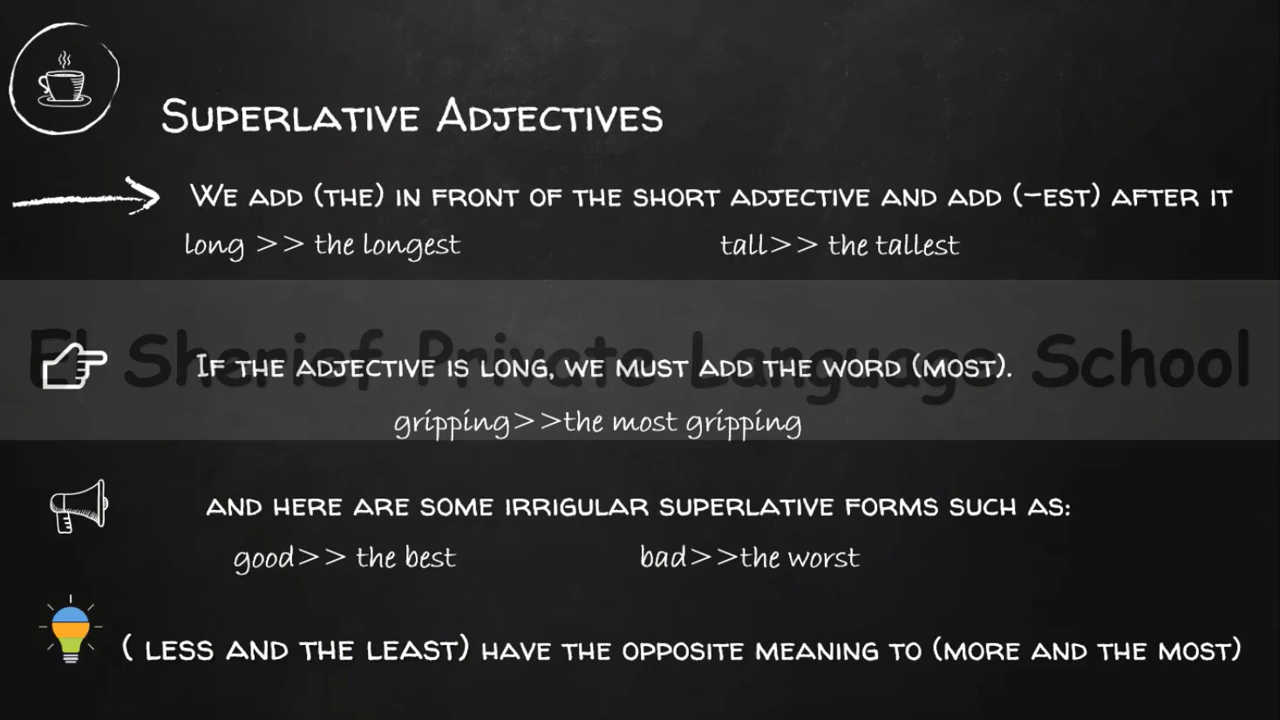 Superlative Adjectives
We add (the) in front of the short adjective and add (-est) after it
long >> the longest tall>> the tallest
El Sherief Private Language School
If the adjective is long, we must add the word (most).
gripping>>the most gripping
and here are some irrigular superlative forms such as:
good>> the best bad>>the worst
( less and the least) have the opposite meaning to (more and the most)